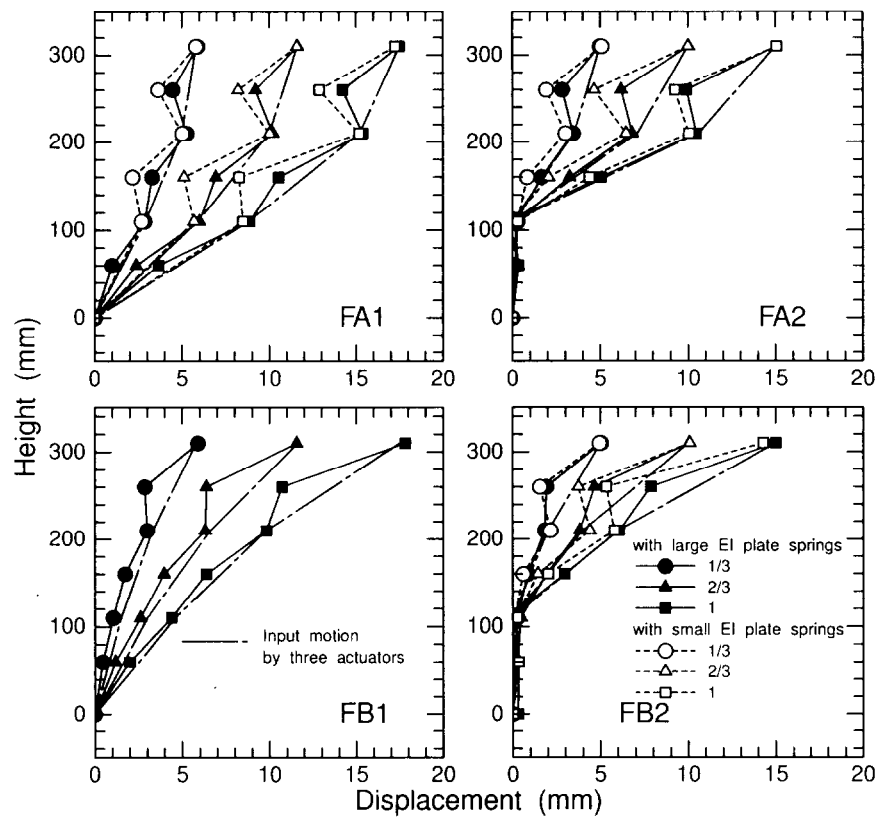 300
200
100
0
FA1
0 5 10 15 20
300
200
100
0
FA2
0 5 10 15 20
Height (mm)
300
200
100
0
Input motion
by three actuators
FB1
0 5 10 15 20
300
200
100
0
with large EI plate springs
1/3
2/3
1
with small EI plate springs
1/3
2/3
1
FB2
0 5 10 15 20
Displacement (mm)